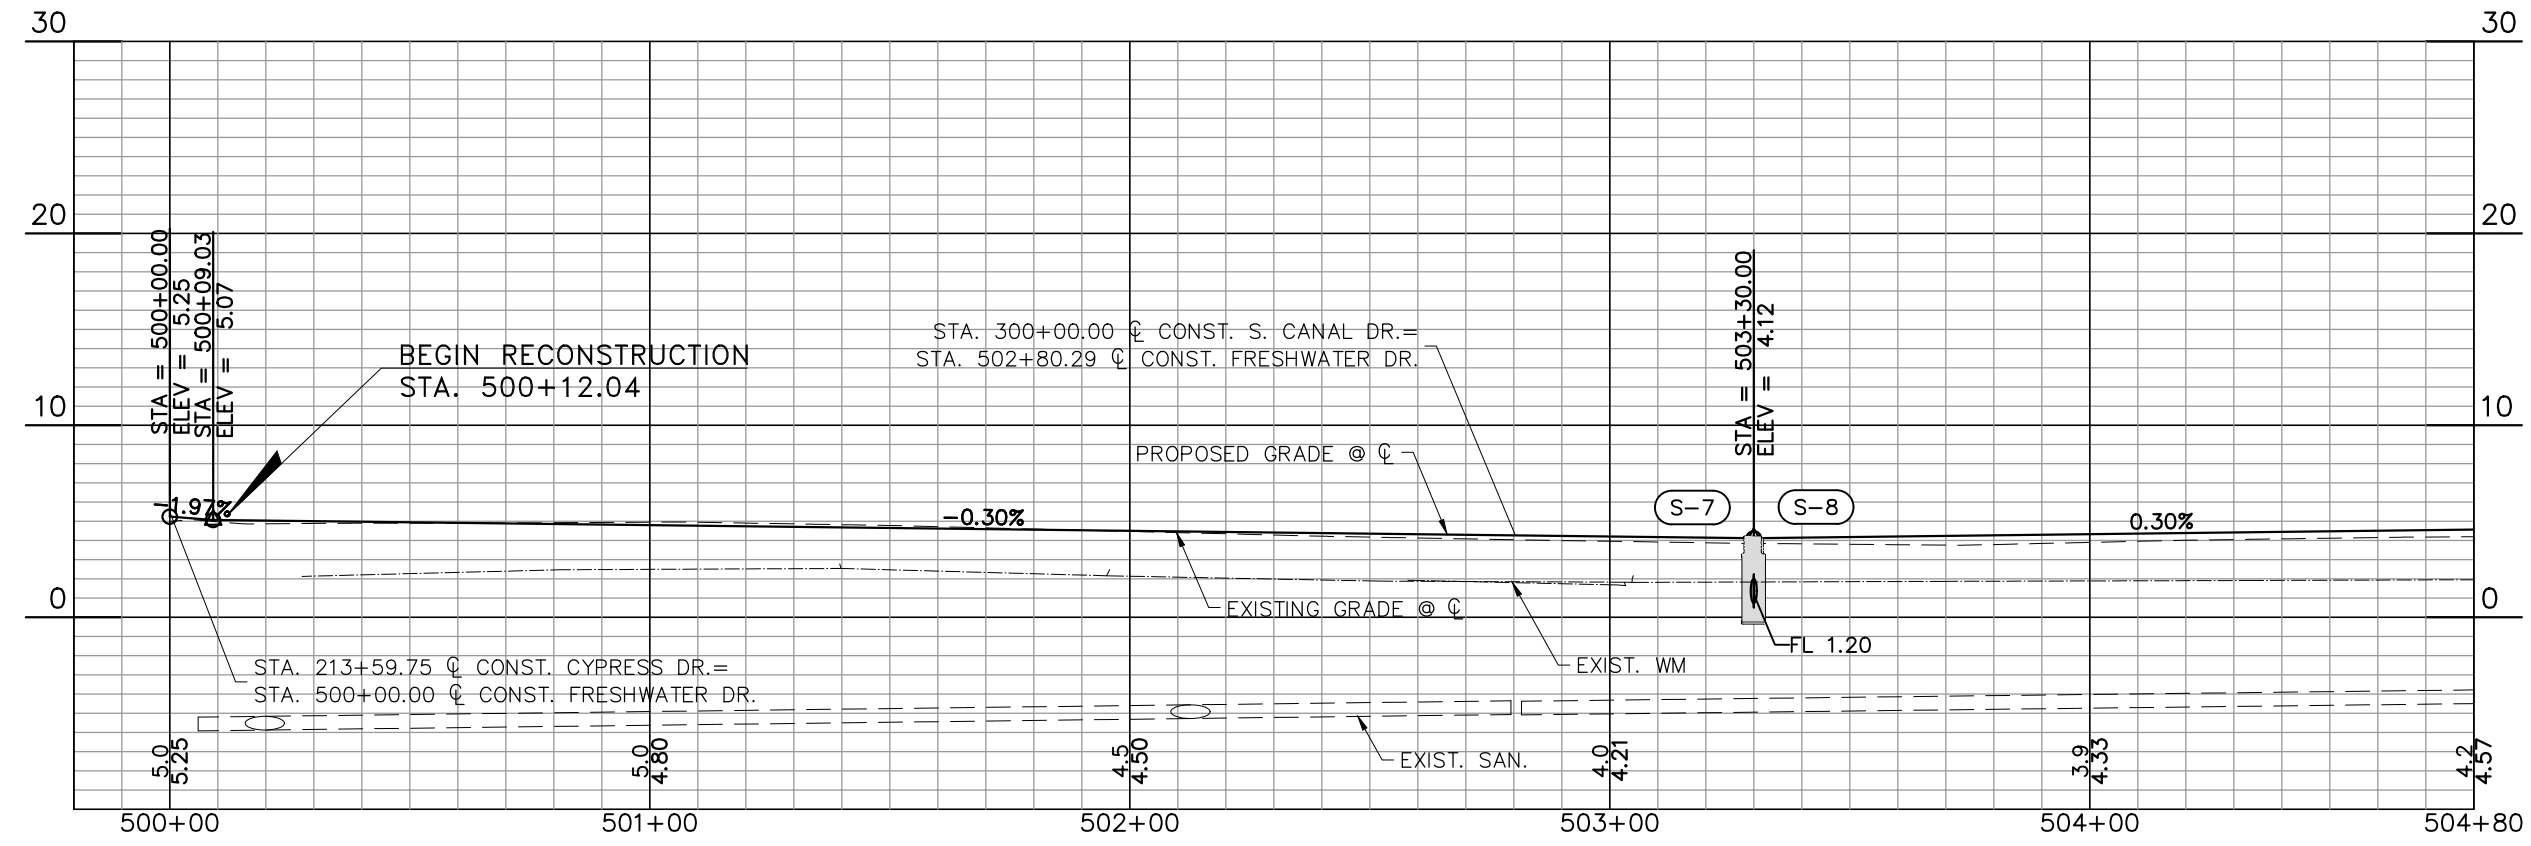 30
30
20
20
10
10
0
0
STA = 500+00.00
ELEV = 5.25
STA = 500+09.03
ELEV = 5.07
BEGIN RECONSTRUCTION
STA. 500+12.04
STA. 300+00.00 ℄ CONST. S. CANAL DR.=
STA. 502+80.29 ℄ CONST. FRESHWATER DR.
PROPOSED GRADE @ ℄
STA = 503+30.00
ELEV = 4.12
S-7
S-8
-1.97%
-0.30%
0.30%
EXISTING GRADE @ ℄
EXIST. WM
FL 1.20
STA. 213+59.75 ℄ CONST. CYPRESS DR.=
STA. 500+00.00 ℄ CONST. FRESHWATER DR.
EXIST. SAN.
5.0
5.25
5.0
4.80
4.5
4.50
4.0
4.21
3.9
4.33
4.2
4.57
500+00
501+00
502+00
503+00
504+00
504+80